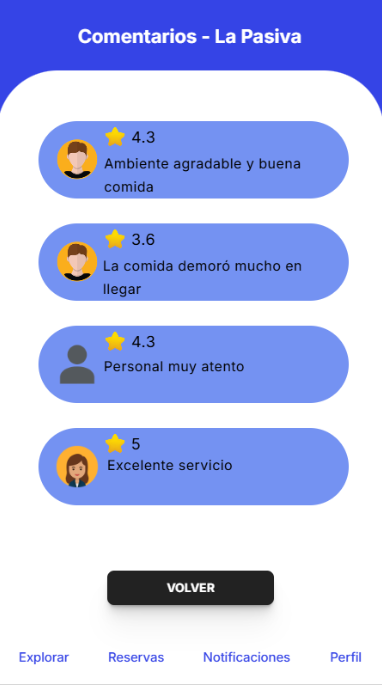 Comentarios - La Pasiva
4.3
Ambiente agradable y buena
comida
3.6
La comida demoró mucho en
llegar
4.3
Personal muy atento
5
Excelente servicio
VOLVER
Explorar Reservas Notificaciones Perfil